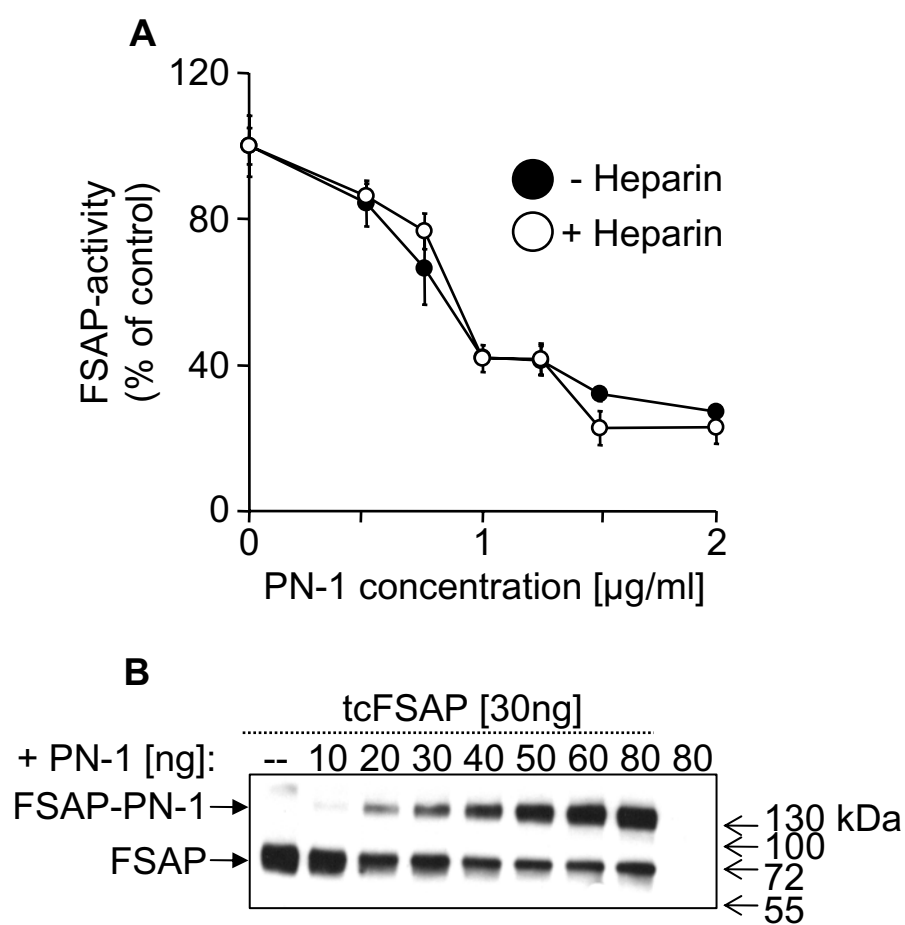 A
120
80
40
0
FSAP-activity
(% of control)
- Heparin
+ Heparin
0 1 2
PN-1 concentration [µg/ml]
B
tcFSAP [30ng]
+ PN-1 [ng]: -- 10 20 30 40 50 60 80 80
FSAP-PN-1
FSAP
130 kDa
100
72
55